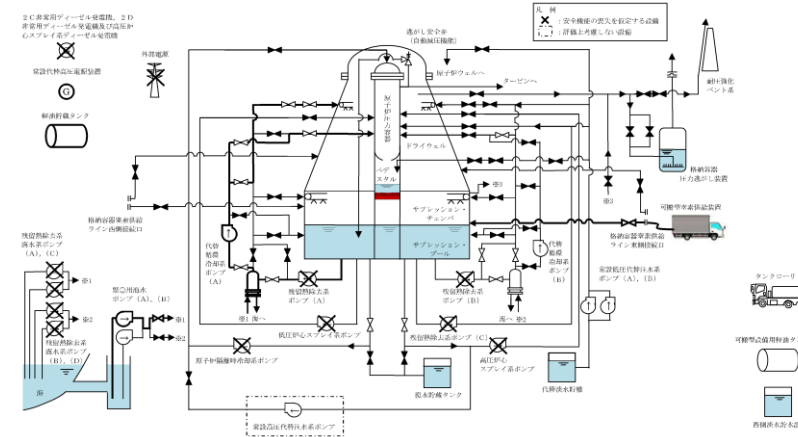 ２Ｃ非常用ディーゼル発電機，２Ｄ
非常用ディーゼル発電機及び高圧炉
心スプレイ系ディーゼル発電機
常設代替高圧電源装置
G
軽油貯蔵タンク
外部電源
凡 例
：安全機能の喪失を仮定する設備
：評価上考慮しない設備
逃がし安全弁
(自動減圧機能)
原子炉ウェルへ
タービンへ
耐圧強化
ベント系
原子炉圧力容器
ドライウェル
ペデ
スタル
格納容器
圧力逃がし装置
※3
※3
サプレッション・
チェンバ
サプレッション・
プール
可搬型窒素供給装置
格納容器窒素供給
ライン東側接続口
格納容器窒素供給
ライン西側接続口
代替
循環
冷却系
ポンプ
（A）
代替
循環
冷却系
ポンプ
（B）
残留熱除去系
海水系ポンプ
（A），（C）
※1
※2
残留熱除去系
海水系ポンプ
（B），（D）
緊急用海水
ポンプ（A），（B）
※1
※2
海
残留熱除去系
ポンプ（A）
残留熱除去系
ポンプ（B）
※1 海へ
海へ ※2
常設低圧代替注水系
ポンプ（A），（B）
タンクローリ
低圧炉心スプレイ系ポンプ
残留熱除去系ポンプ（C）
原子炉隔離時冷却系ポンプ
高圧炉心
スプレイ系ポンプ
復水貯蔵タンク
代替淡水貯槽
可搬型設備用軽油タ
常設高圧代替注水系ポンプ
西側淡水貯水設